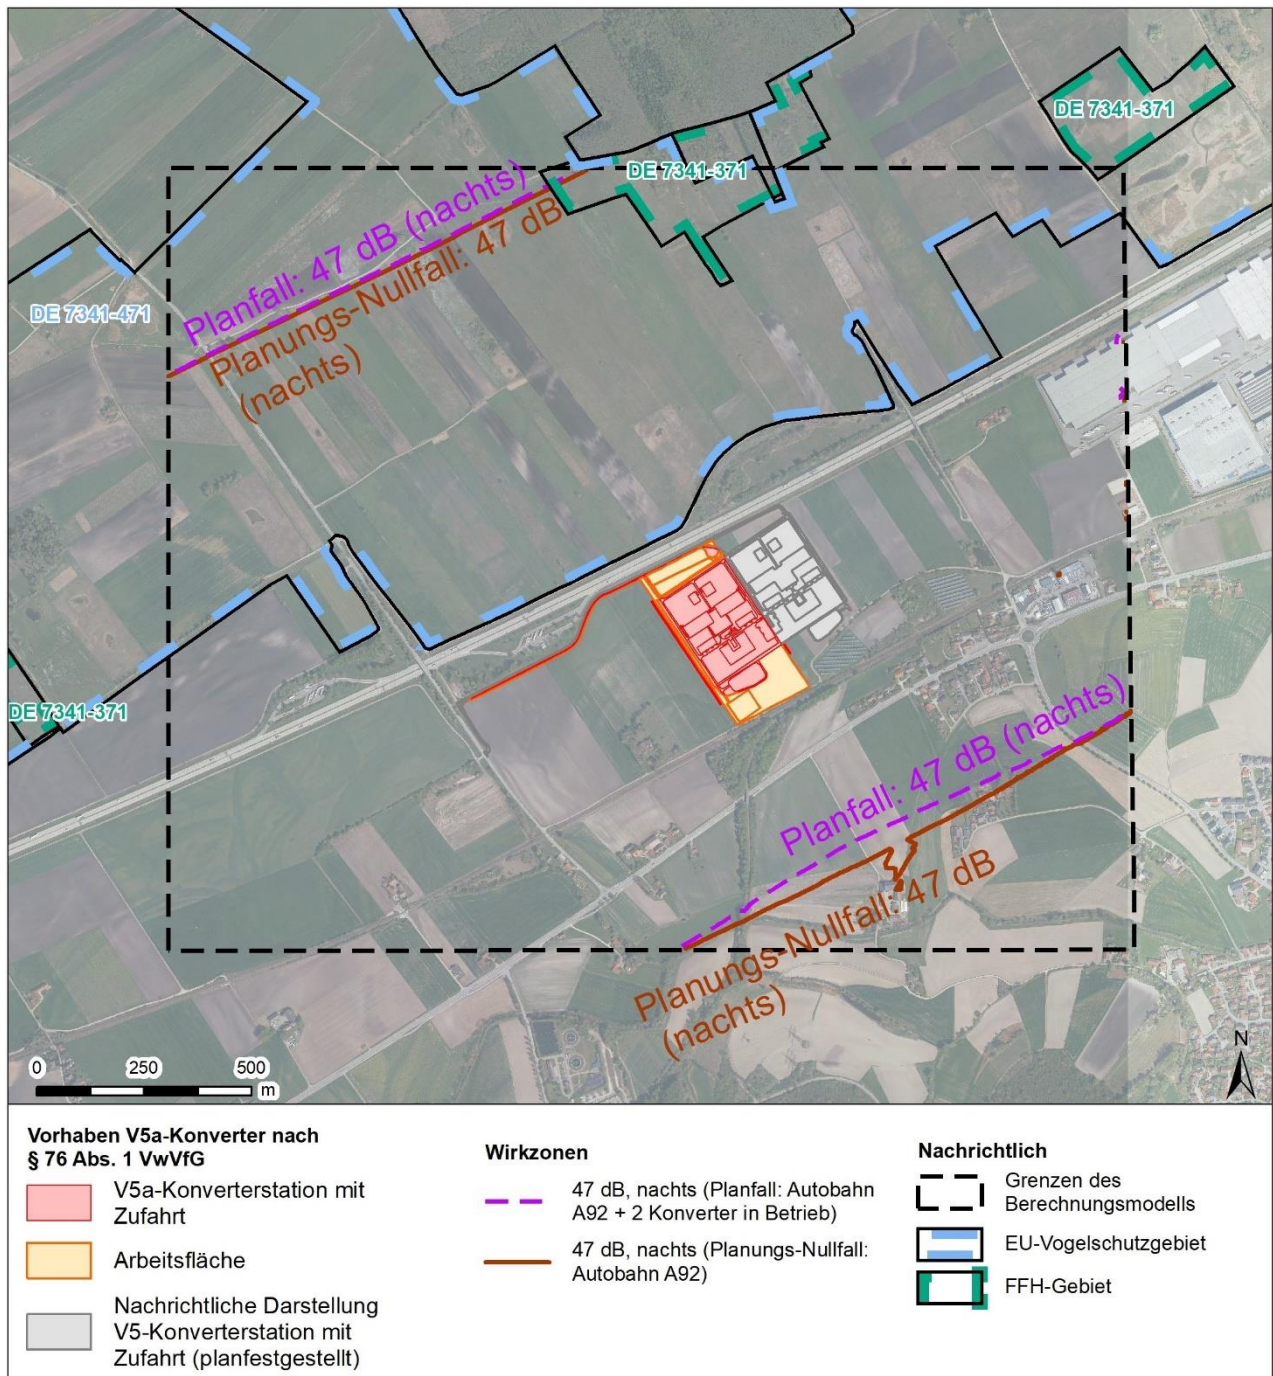 DE 7341-371
DE 7341-371
Planfall: 47 dB (nachts)
Planungs-Nullfall: 47 dB
(nachts)
DE 7341-471
DE 7341-371
Planfall: 47 dB (nachts)
Planungs-Nullfall: 47 dB
(nachts)
N
0 250 500
m
Vorhaben V5a-Konverter nach
§ 76 Abs. 1 VwVfG
V5a-Konverterstation mit
Zufahrt
Arbeitsfläche
Nachrichtliche Darstellung
V5-Konverterstation mit
Zufahrt (planfestgestellt)
Wirkzonen
47 dB, nachts (Planfall: Autobahn
A92 + 2 Konverter in Betrieb)
47 dB, nachts (Planungs-Nullfall:
Autobahn A92)
Nachrichtlich
Grenzen des
Berechnungsmodells
EU-Vogelschutzgebiet
FFH-Gebiet